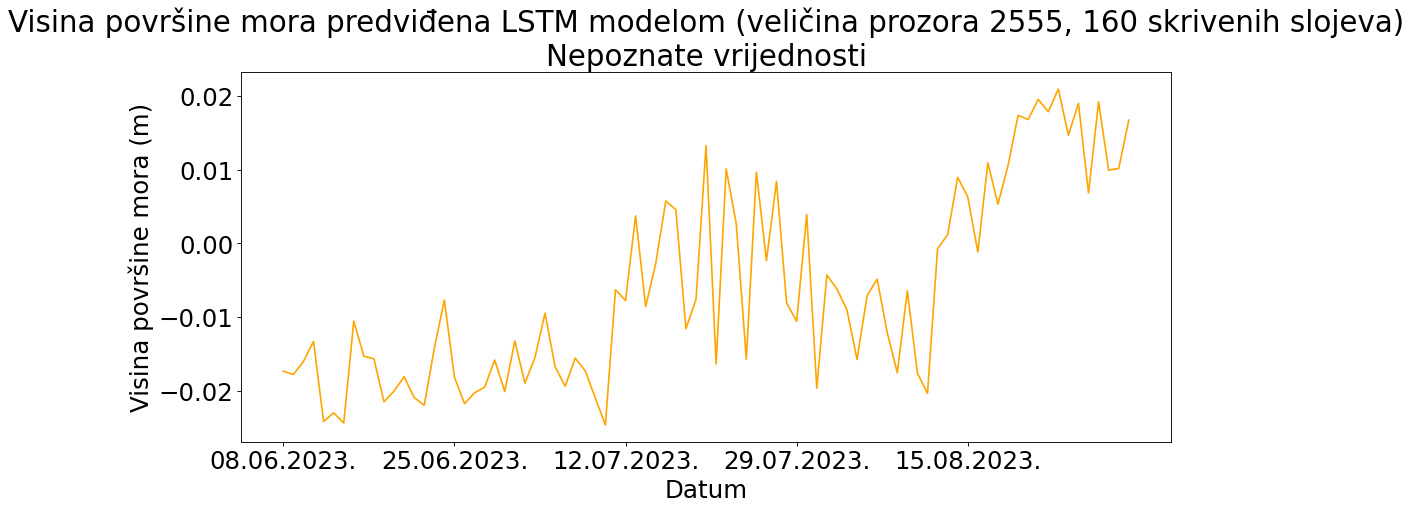 Visina površine mora predviđena LSTM modelom (veličina prozora 2555, 160 skrivenih slojeva)
Nepoznate vrijednosti
Visina površine mora (m)
0.02
0.01
0.00
−0.01
−0.02
08.06.2023. 25.06.2023. 12.07.2023. 29.07.2023. 15.08.2023.
Datum